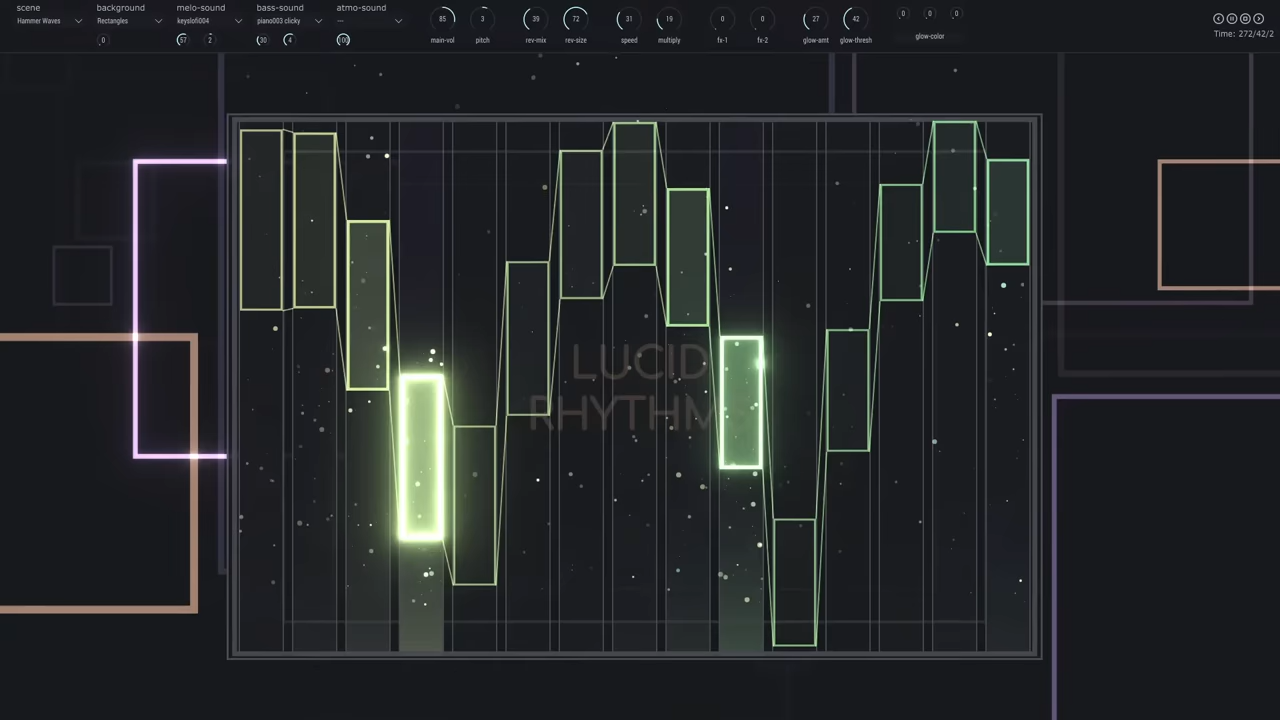 scene background melo-sound bass-sound atmo-sound
Hammer Waves Rectangles keyslofi004 piano003 clicky ---
0 57 2 30 4 100
85 3 39 72 31 19 0 0 27 42 0 0 0
main-vol pitch rev-mix rev-size speed multiply fx-1 fx-2 glow-amt glow-thresh glow-color
Time: 272/42/2
LUCID
RHYTHM